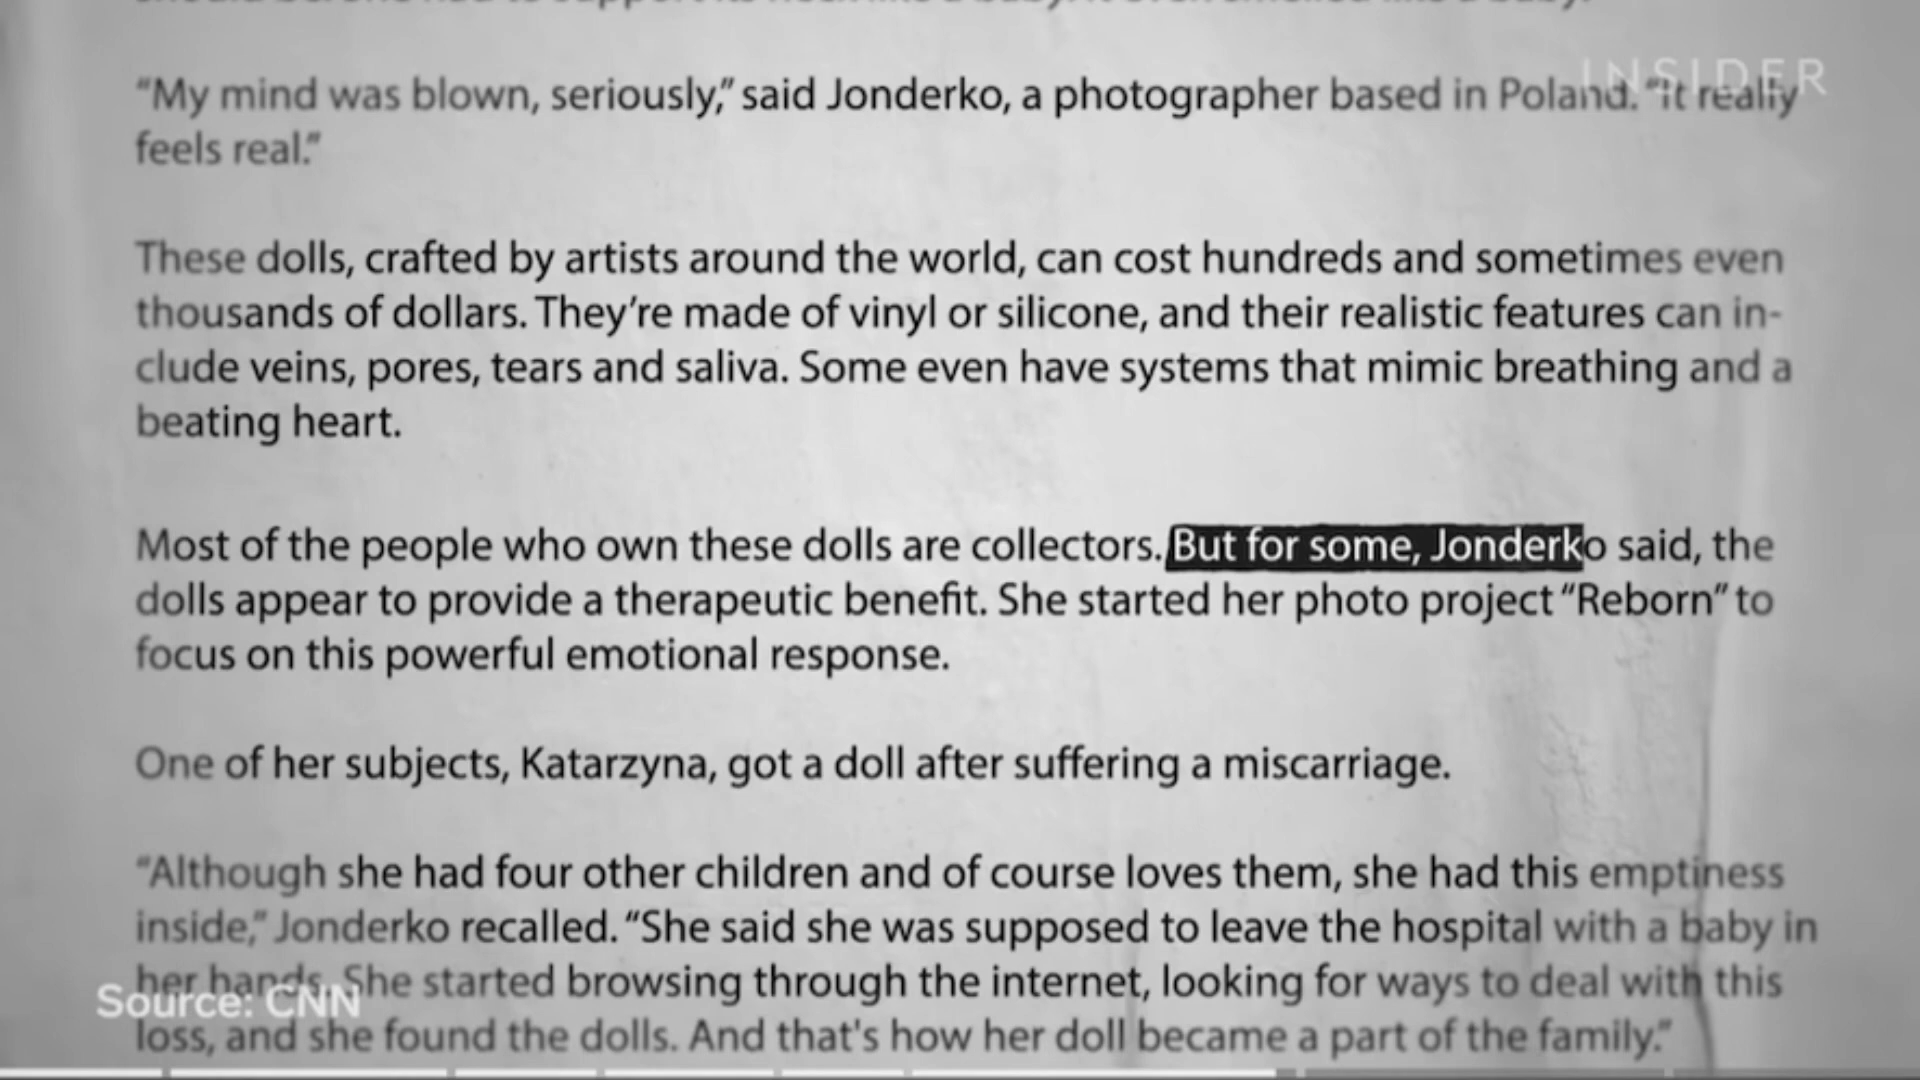 INSIDER
"My mind was blown, seriously," said Jonderko, a photographer based in Poland. "It really
feels real."
These dolls, crafted by artists around the world, can cost hundreds and sometimes even
thousands of dollars. They're made of vinyl or silicone, and their realistic features can in-
clude veins, pores, tears and saliva. Some even have systems that mimic breathing and a
beating heart.
Most of the people who own these dolls are collectors. But for some, Jonderko said, the
dolls appear to provide a therapeutic benefit. She started her photo project "Reborn" to
focus on this powerful emotional response.
One of her subjects, Katarzyna, got a doll after suffering a miscarriage.
"Although she had four other children and of course loves them, she had this emptiness
inside," Jonderko recalled. "She said she was supposed to leave the hospital with a baby in
her hands. She started browsing through the internet, looking for ways to deal with this
loss, and she found the dolls. And that's how her doll became a part of the family."
Source: CNN